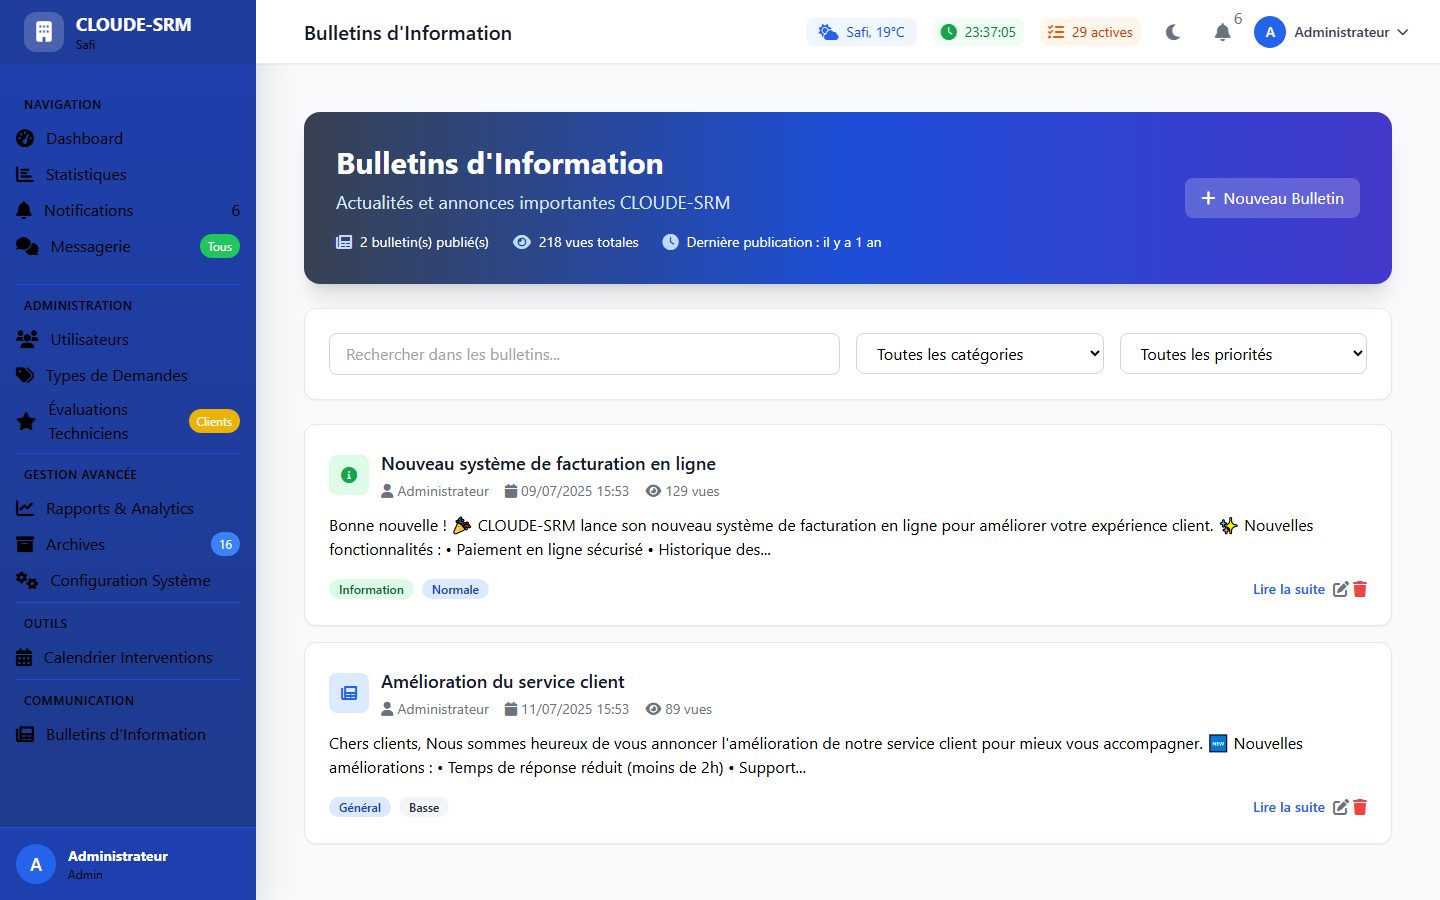 CLOUDE-SRM
Safi
NAVIGATION
Dashboard
Statistiques
Notifications 6
Messagerie Tous
ADMINISTRATION
Utilisateurs
Types de Demandes
Évaluations
Techniciens
Clients
GESTION AVANCÉE
Rapports & Analytics
Archives 16
Configuration Système
OUTILS
Calendrier Interventions
COMMUNICATION
Bulletins d'Information
A
Administrateur
Admin
Bulletins d'Information
Safi, 19°C
23:37:05
29 actives
6
A
Administrateur
Bulletins d'Information
Actualités et annonces importantes CLOUDE-SRM
2 bulletin(s) publié(s) 218 vues totales Dernière publication : il y a 1 an
Nouveau Bulletin
Rechercher dans les bulletins...
Toutes les catégories
Toutes les priorités
Nouveau système de facturation en ligne
Administrateur 09/07/2025 15:53 129 vues
Bonne nouvelle ! 🎉 CLOUDE-SRM lance son nouveau système de facturation en ligne pour améliorer votre expérience client. ✨ Nouvelles
fonctionnalités : • Paiement en ligne sécurisé • Historique des...
Information Normale
Lire la suite
Amélioration du service client
Administrateur 11/07/2025 15:53 89 vues
Chers clients, Nous sommes heureux de vous annoncer l'amélioration de notre service client pour mieux vous accompagner. 🆕 Nouvelles
améliorations : • Temps de réponse réduit (moins de 2h) • Support...
Général Basse
Lire la suite